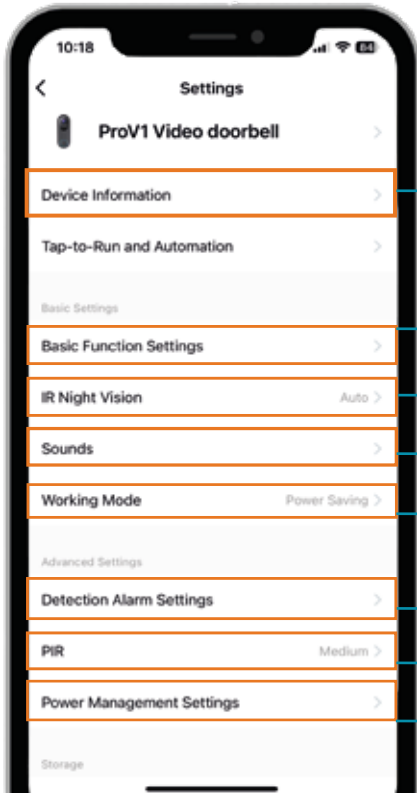 10:18
64
Settings
ProV1 Video doorbell
Device Information
Tap-to-Run and Automation
Basic Settings
Basic Function Settings
IR Night Vision Auto
Sounds
Working Mode Power Saving
Advanced Settings
Detection Alarm Settings
PIR Medium
Power Management Settings
Storage